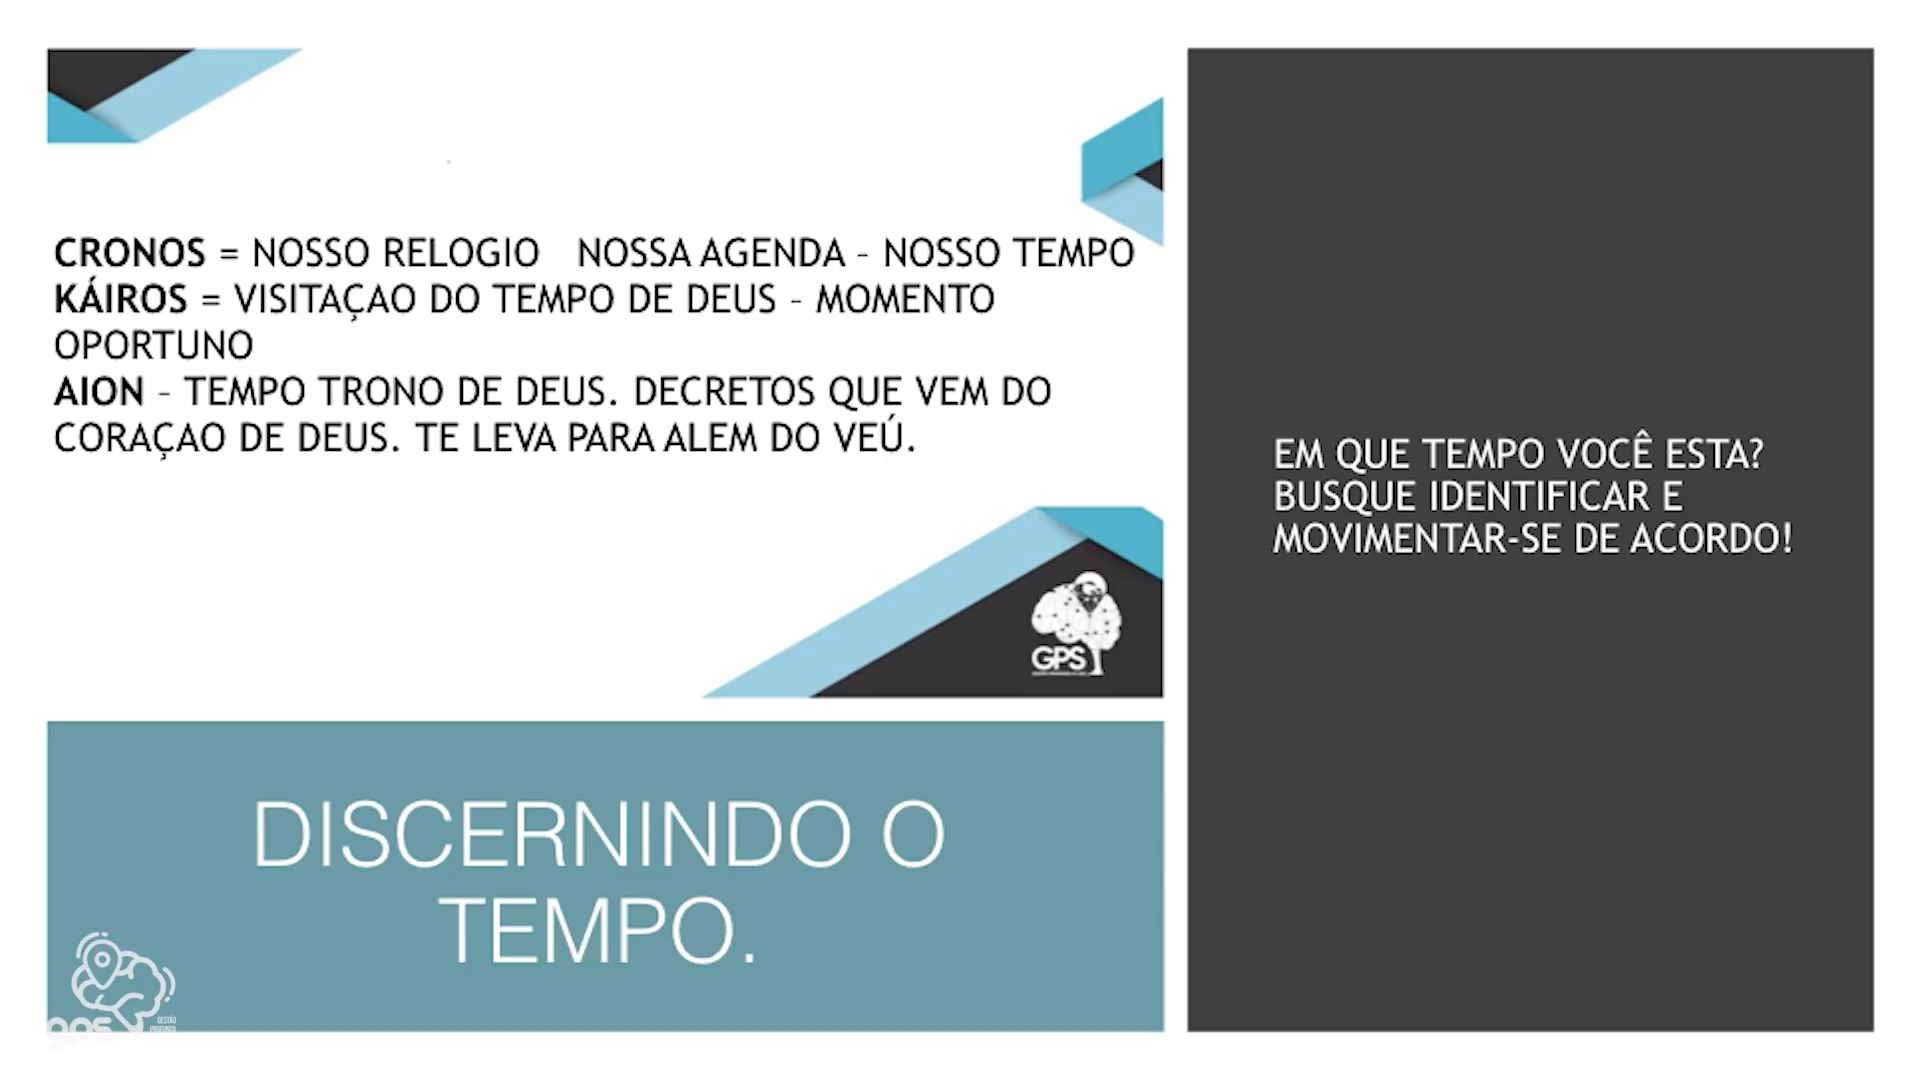 CRONOS = NOSSO RELOGIO NOSSA AGENDA – NOSSO TEMPO
KÁIROS = VISITAÇAO DO TEMPO DE DEUS – MOMENTO
OPORTUNO
AION – TEMPO TRONO DE DEUS. DECRETOS QUE VEM DO
CORAÇAO DE DEUS. TE LEVA PARA ALEM DO VEÚ.
GPS
EM QUE TEMPO VOCÊ ESTA?
BUSQUE IDENTIFICAR E
MOVIMENTAR-SE DE ACORDO!
DISCERNINDO O
TEMPO.
gps
GESTÃO
PROFUNDA